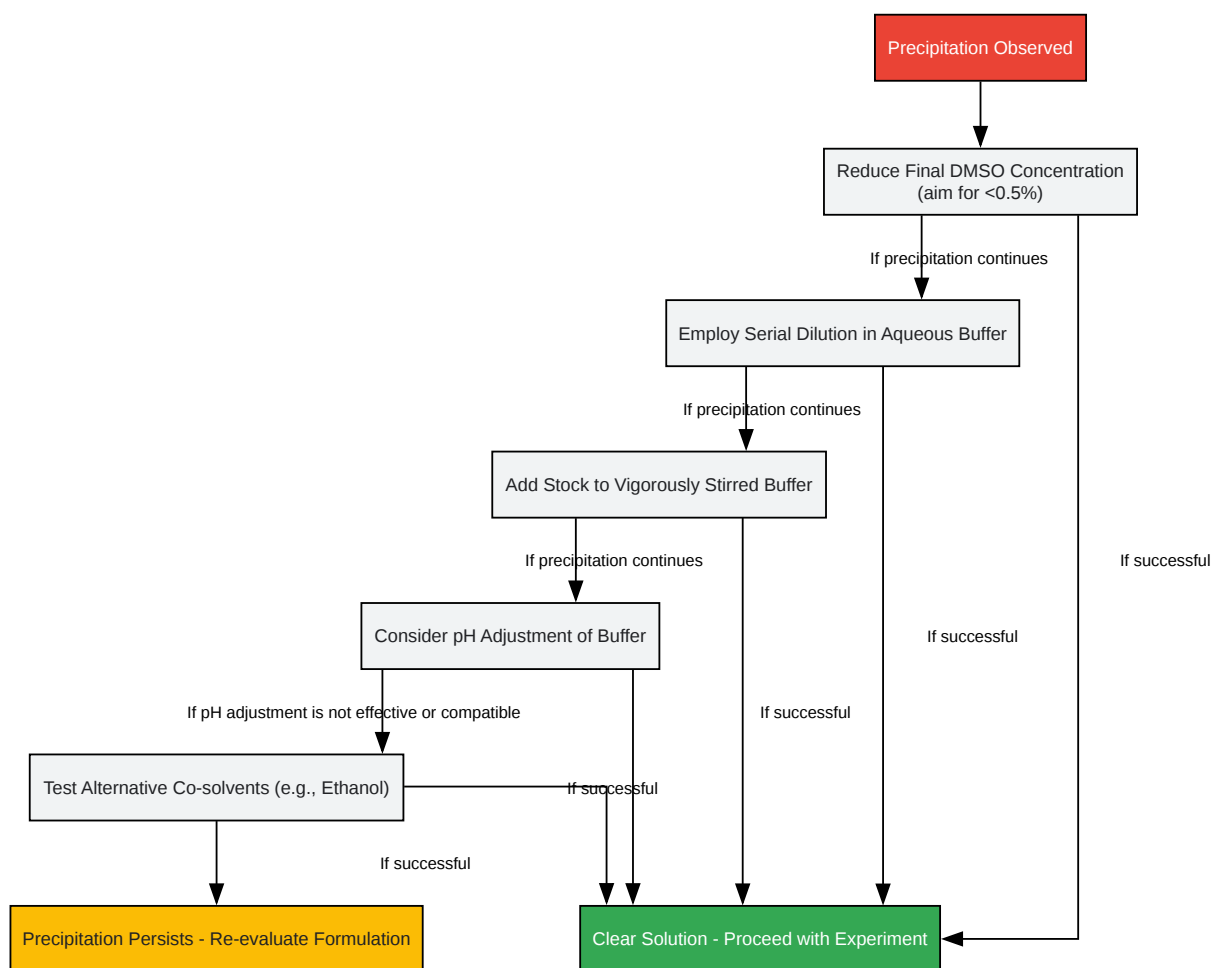 Precipitation Observed
Reduce Final DMSO Concentration
(aim for <0.5%)
If precipitation continues
Employ Serial Dilution in Aqueous Buffer
If precipitation continues
Add Stock to Vigorously Stirred Buffer
If precipitation continues
If successful
Consider pH Adjustment of Buffer
If successful
If pH adjustment is not effective or compatible
If successful
Test Alternative Co-solvents (e.g., Ethanol)
If successful
If successful
Precipitation Persists - Re-evaluate Formulation
Clear Solution - Proceed with Experiment